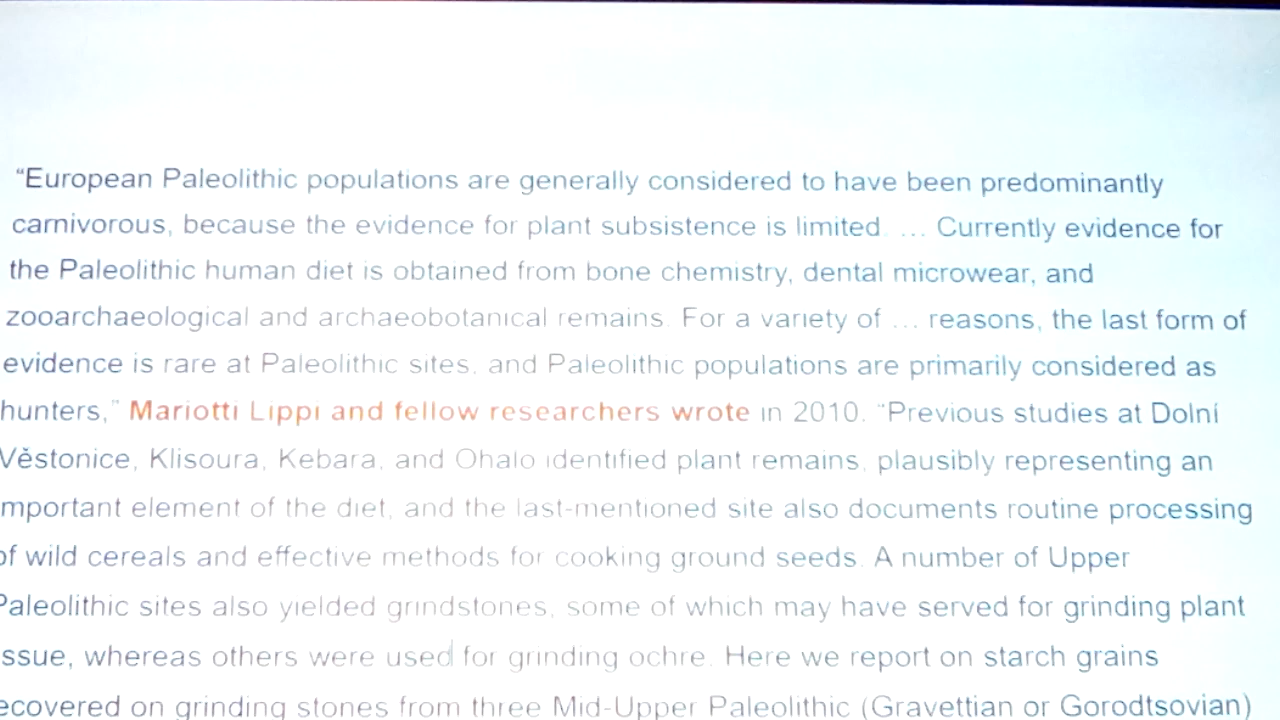 “European Paleolithic populations are generally considered to have been predominantly
carnivorous, because the evidence for plant subsistence is limited. ... Currently evidence for
the Paleolithic human diet is obtained from bone chemistry, dental microwear, and
zooarchaeological and archaeobotanical remains. For a variety of ... reasons, the last form of
evidence is rare at Paleolithic sites, and Paleolithic populations are primarily considered as
hunters,” Mariotti Lippi and fellow researchers wrote in 2010. “Previous studies at Dolní
Věstonice, Klisoura, Kebara, and Ohalo identified plant remains, plausibly representing an
mportant element of the diet, and the last-mentioned site also documents routine processing
of wild cereals and effective methods for cooking ground seeds. A number of Upper
Paleolithic sites also yielded grindstones, some of which may have served for grinding plant
issue, whereas others were used for grinding ochre. Here we report on starch grains
ecovered on grinding stones from three Mid-Upper Paleolithic (Gravettian or Gorodtsovian)